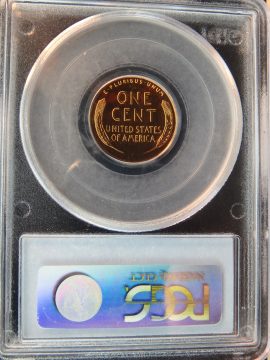 E·PLURIBUS·UNUM
ONE
CENT
UNITED STATES
OF AMERICA
PCGS